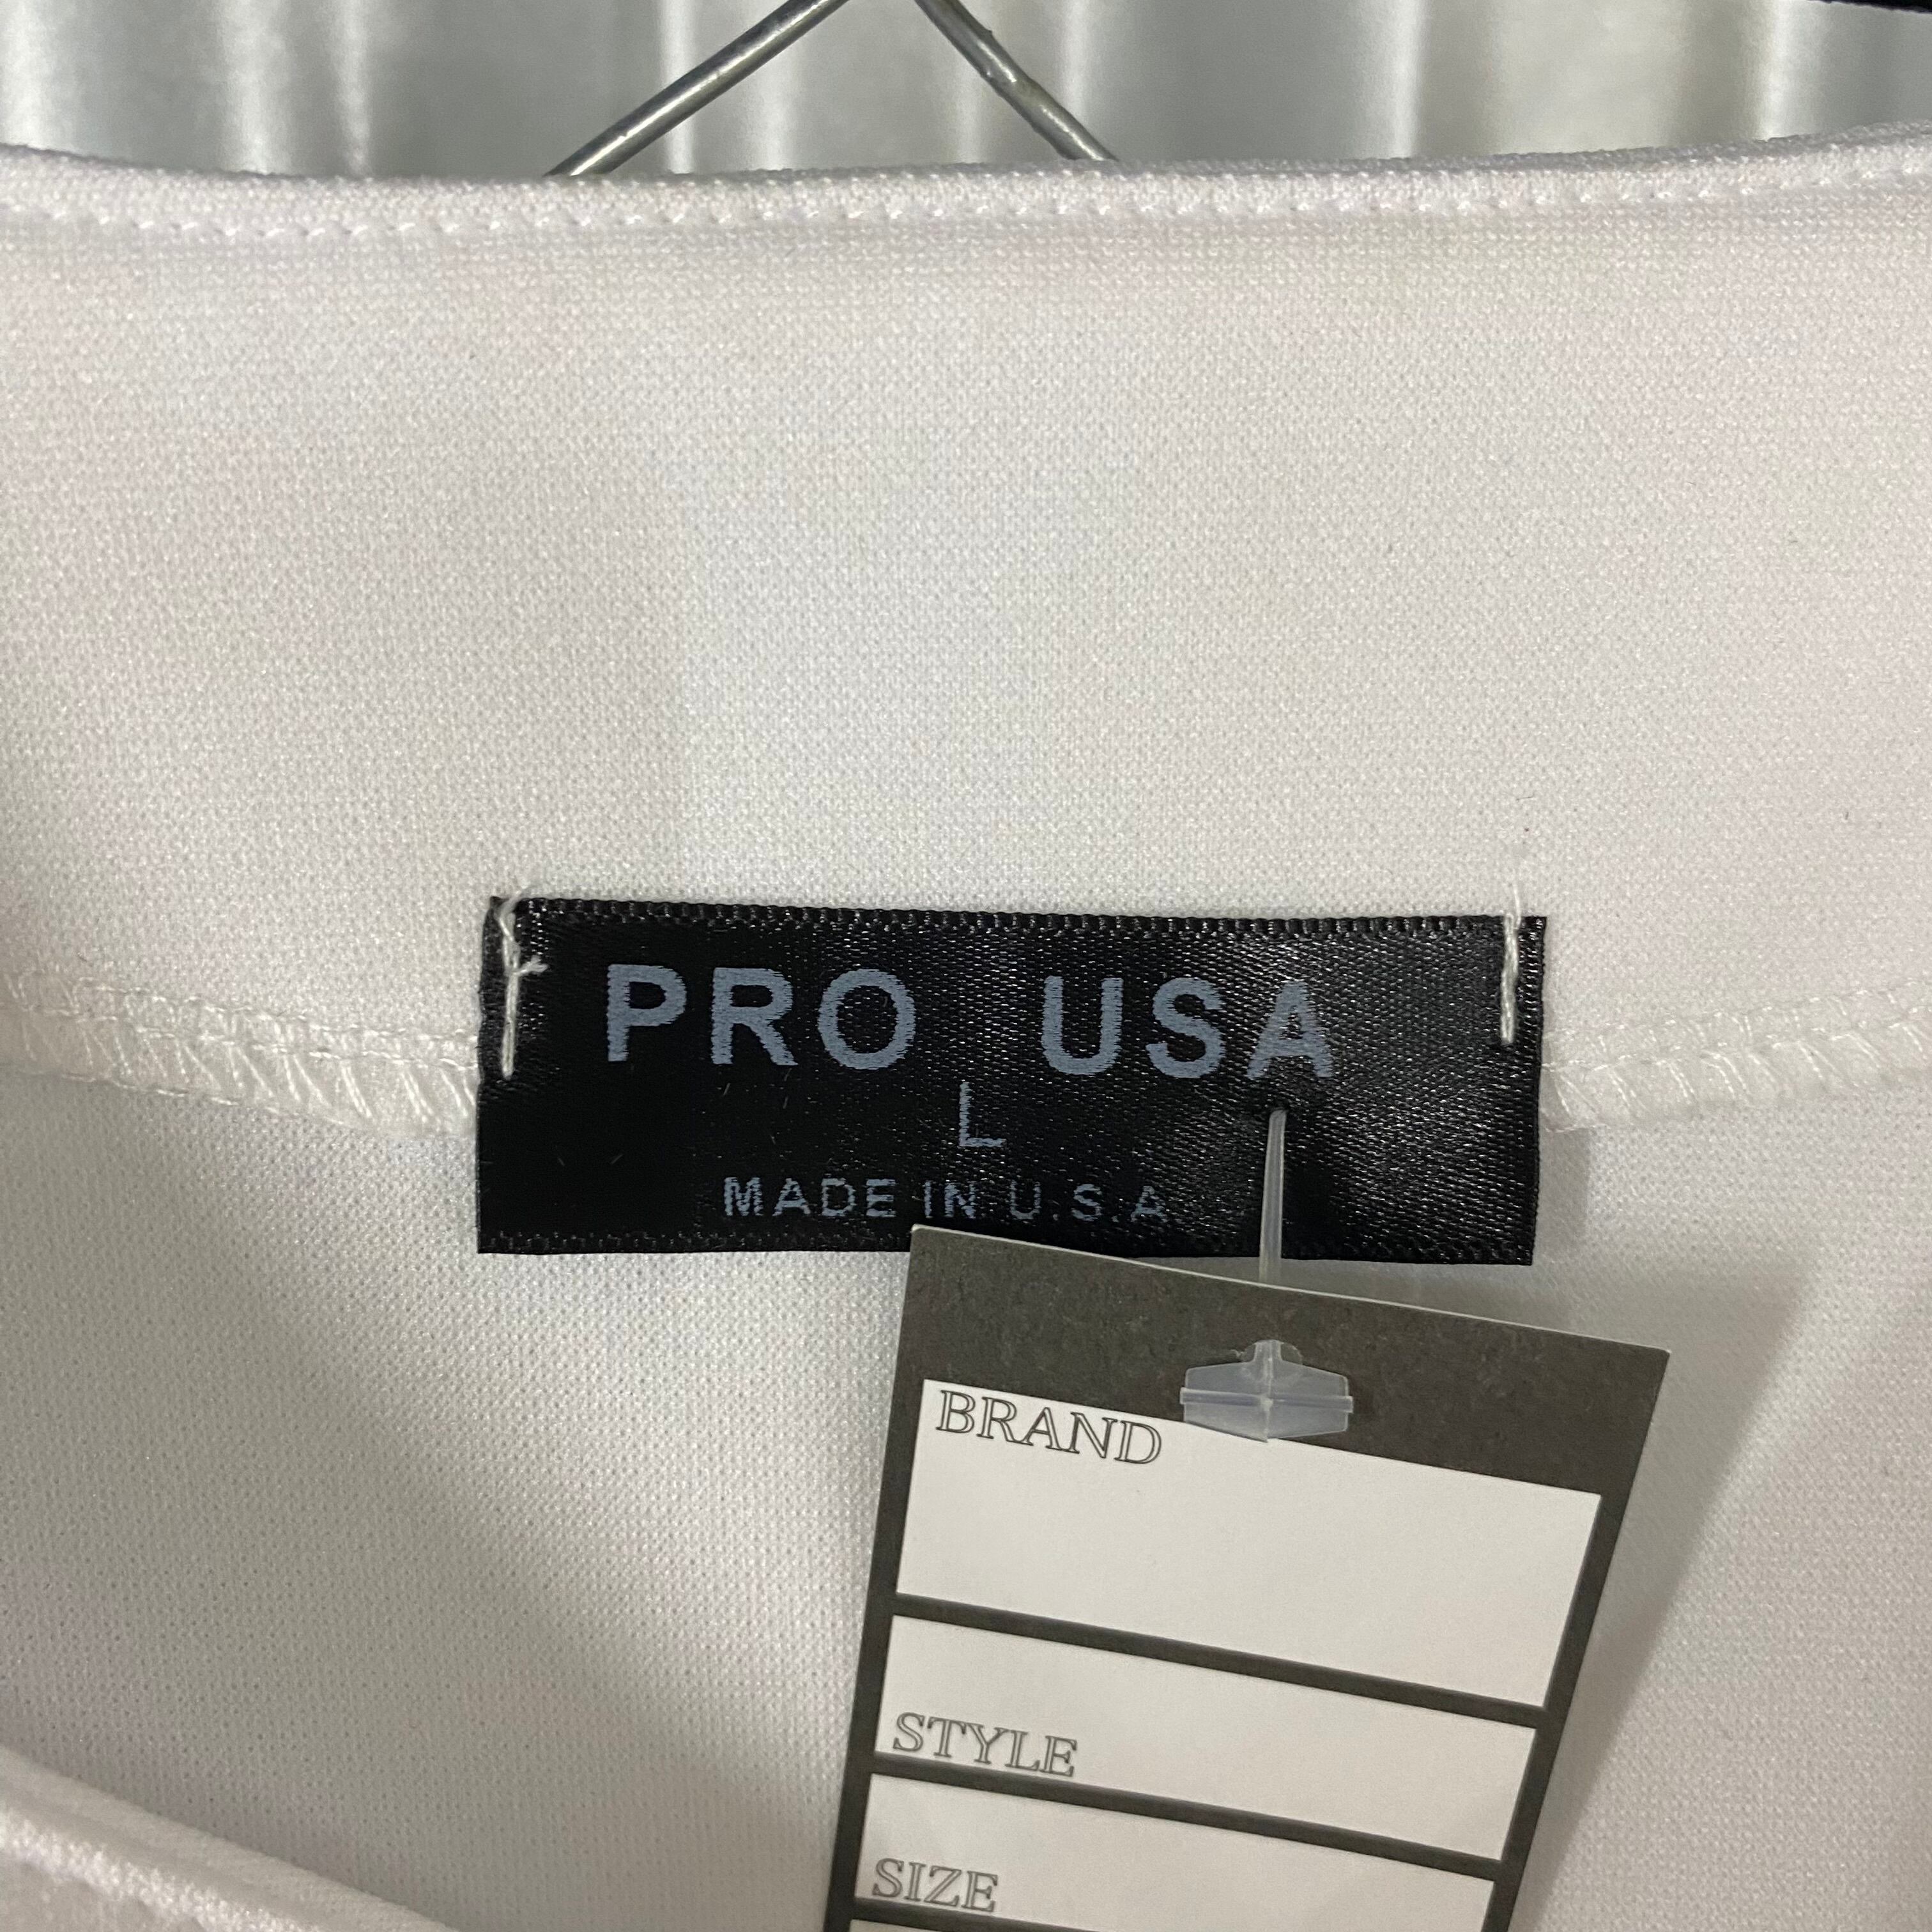 PRO USA
L
MADE IN U.S.A.
BRAND
STYLE
SIZE